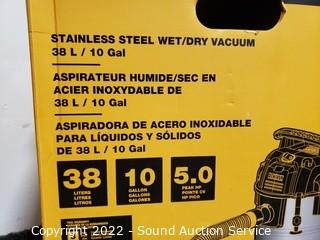 STAINLESS STEEL WET/DRY VACUUM
38 L / 10 Gal
ASPIRATEUR HUMIDE/SEC EN
ACIER INOXYDABLE DE
38 L / 10 Gal
ASPIRADORA DE ACERO INOXIDABLE
PARA LÍQUIDOS Y SÓLIDOS
DE 38 L / 10 Gal
38 10 5.0
LITERS GALLON PEAK HP
LITRES GALLONS POINTE CV
LITROS GALONES HP PICO
Copyright 2022 - Sound Auction Service